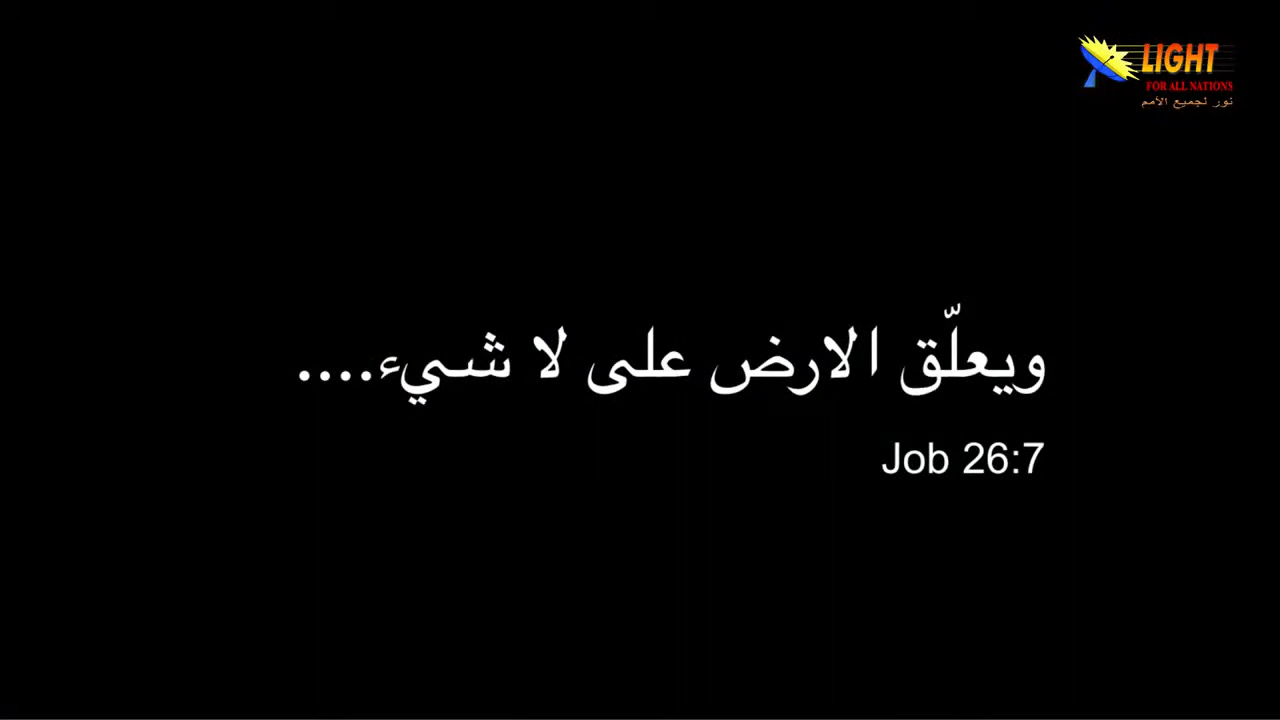 LIGHT
FOR ALL NATIONS
نور لجميع الأمم
ويعلّق الارض على لا شيء....
Job 26:7